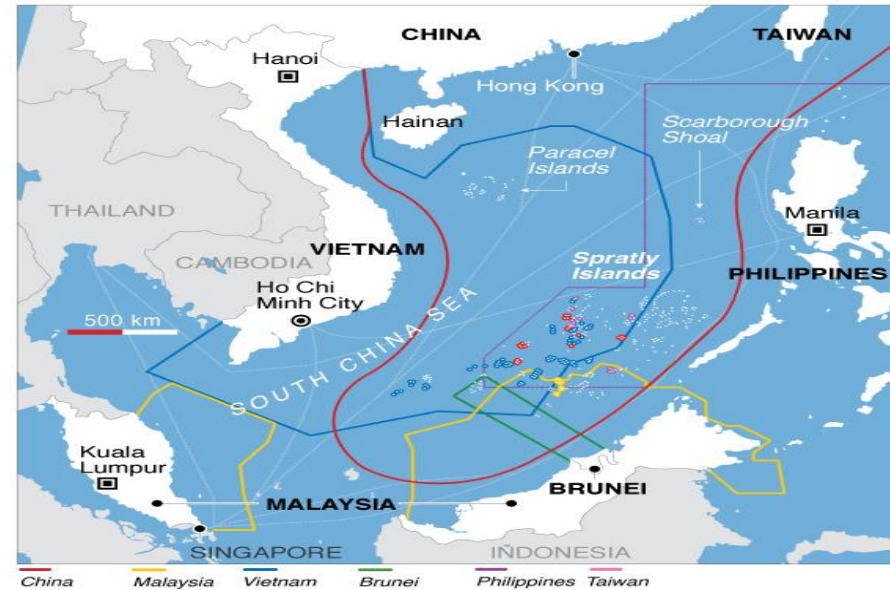 CHINA
TAIWAN
Hanoi
Hong Kong
Hainan
Scarborough
Shoal
Paracel
Islands
THAILAND
Manila
VIETNAM
CAMBODIA
Spratly
Islands
PHILIPPINES
Ho Chi
Minh City
500 km
SOUTH CHINA SEA
Kuala
Lumpur
MALAYSIA
BRUNEI
SINGAPORE
INDONESIA
China
Malaysia
Vietnam
Brunei
Philippines
Taiwan